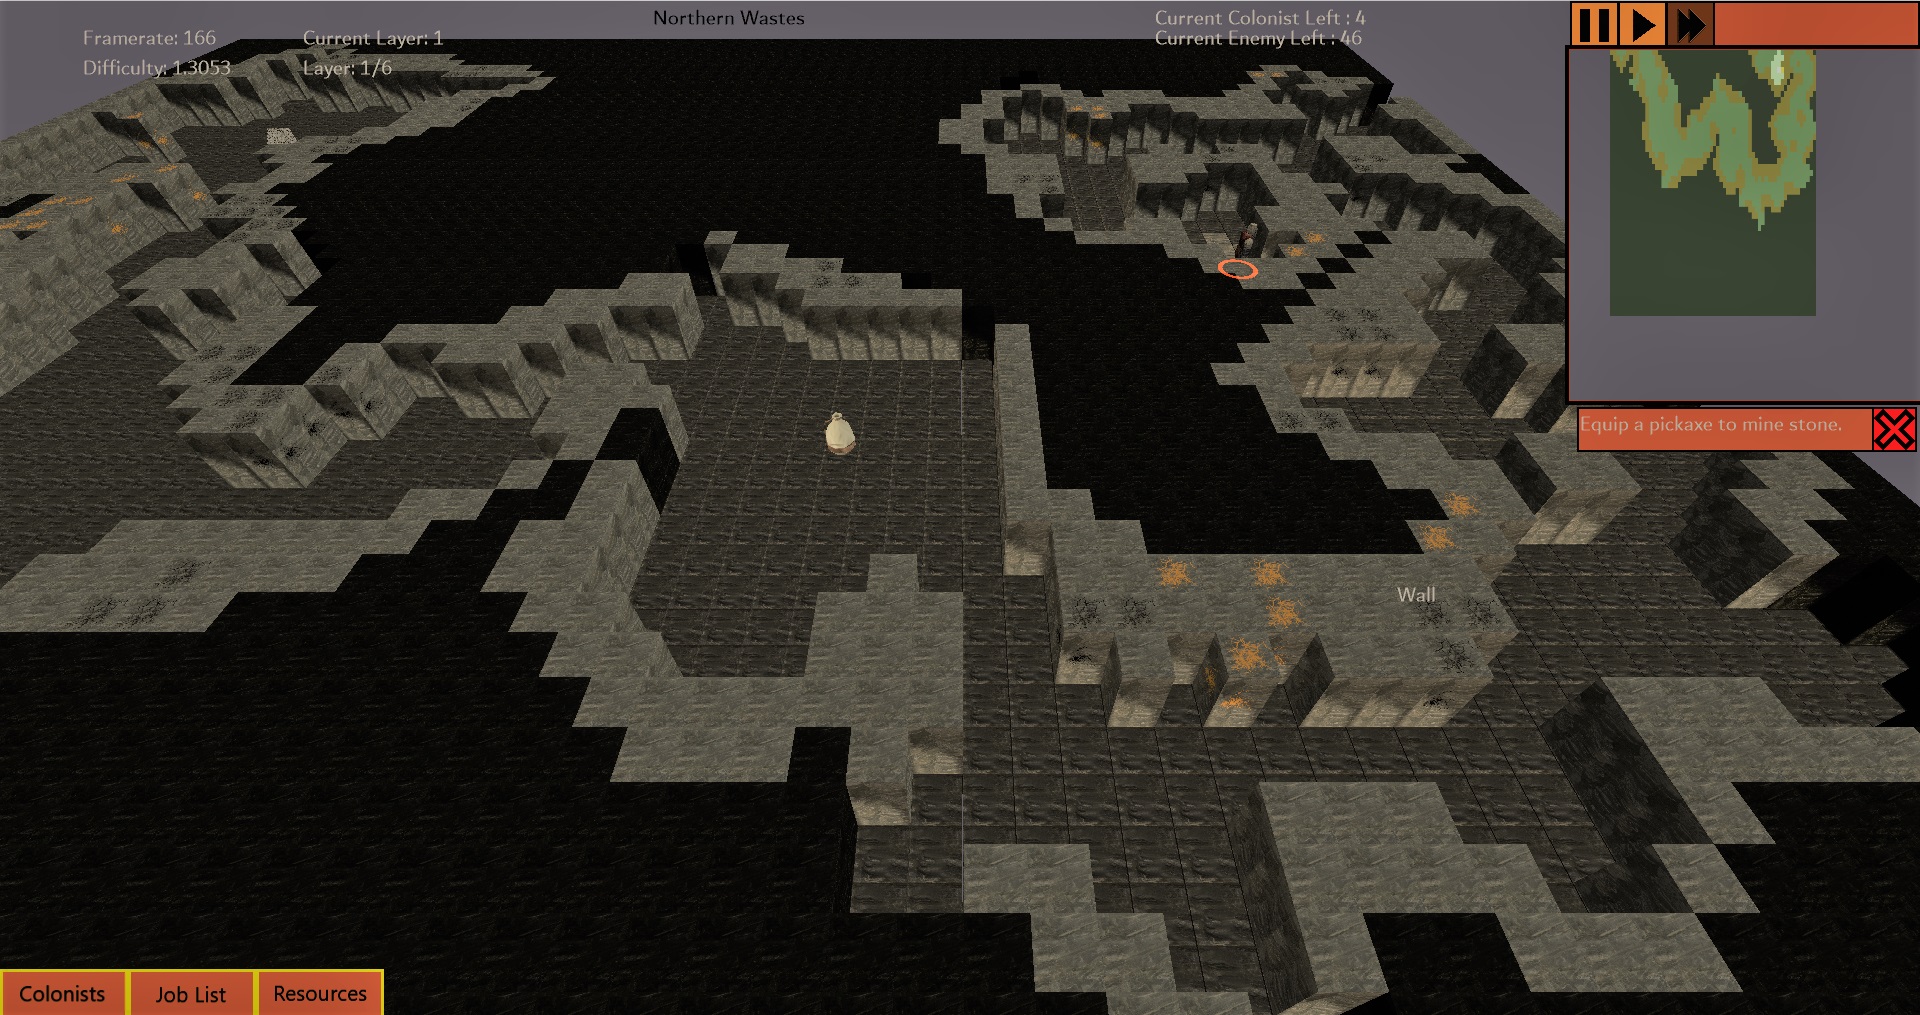 Northern Wastes
Framerate: 166
Current Layer: 1
Difficulty: 1.3053
Layer: 1/6
Current Colonist Left : 4
Current Enemy Left : 46
Equip a pickaxe to mine stone.
Wall
Colonists
Job List
Resources